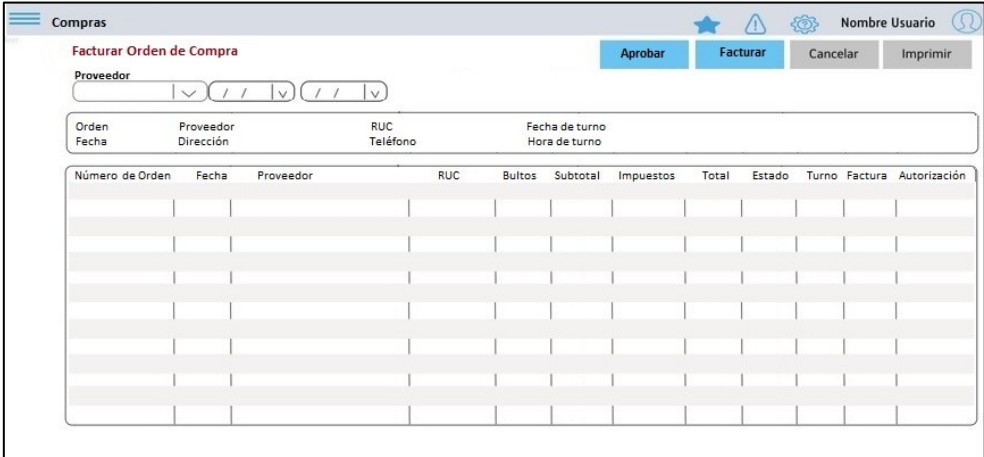 Compras Nombre Usuario
Facturar Orden de Compra Aprobar Facturar Cancelar Imprimir
Proveedor
/ / v / / v
Orden Proveedor RUC Fecha de turno
Fecha Dirección Teléfono Hora de turno
Número de Orden Fecha Proveedor RUC Bultos Subtotal Impuestos Total Estado Turno Factura Autorización